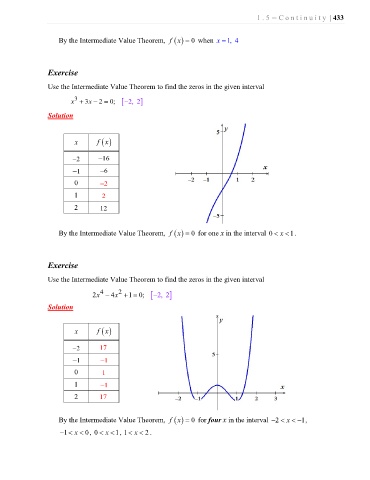 1.5 – Continuity | 433
By the Intermediate Value Theorem, f(x) = 0 when x = 1, 4
Exercise
Use the Intermediate Value Theorem to find the zeros in the given interval
x³ + 3x − 2 = 0; [−2, 2]
Solution
x f(x)
−2 −16
−1 −6
0 −2
1 2
2 12
5 y
x
−2 −1 1 2
−5
By the Intermediate Value Theorem, f(x) = 0 for one x in the interval 0 < x < 1.
Exercise
Use the Intermediate Value Theorem to find the zeros in the given interval
2x⁴ − 4x² + 1 = 0; [−2, 2]
Solution
x f(x)
−2 17
−1 −1
0 1
1 −1
2 17
y
5
x
−2 −1 1 2 3
By the Intermediate Value Theorem, f(x) = 0 for four x in the interval −2 < x < −1,
−1 < x < 0, 0 < x < 1, 1 < x < 2.